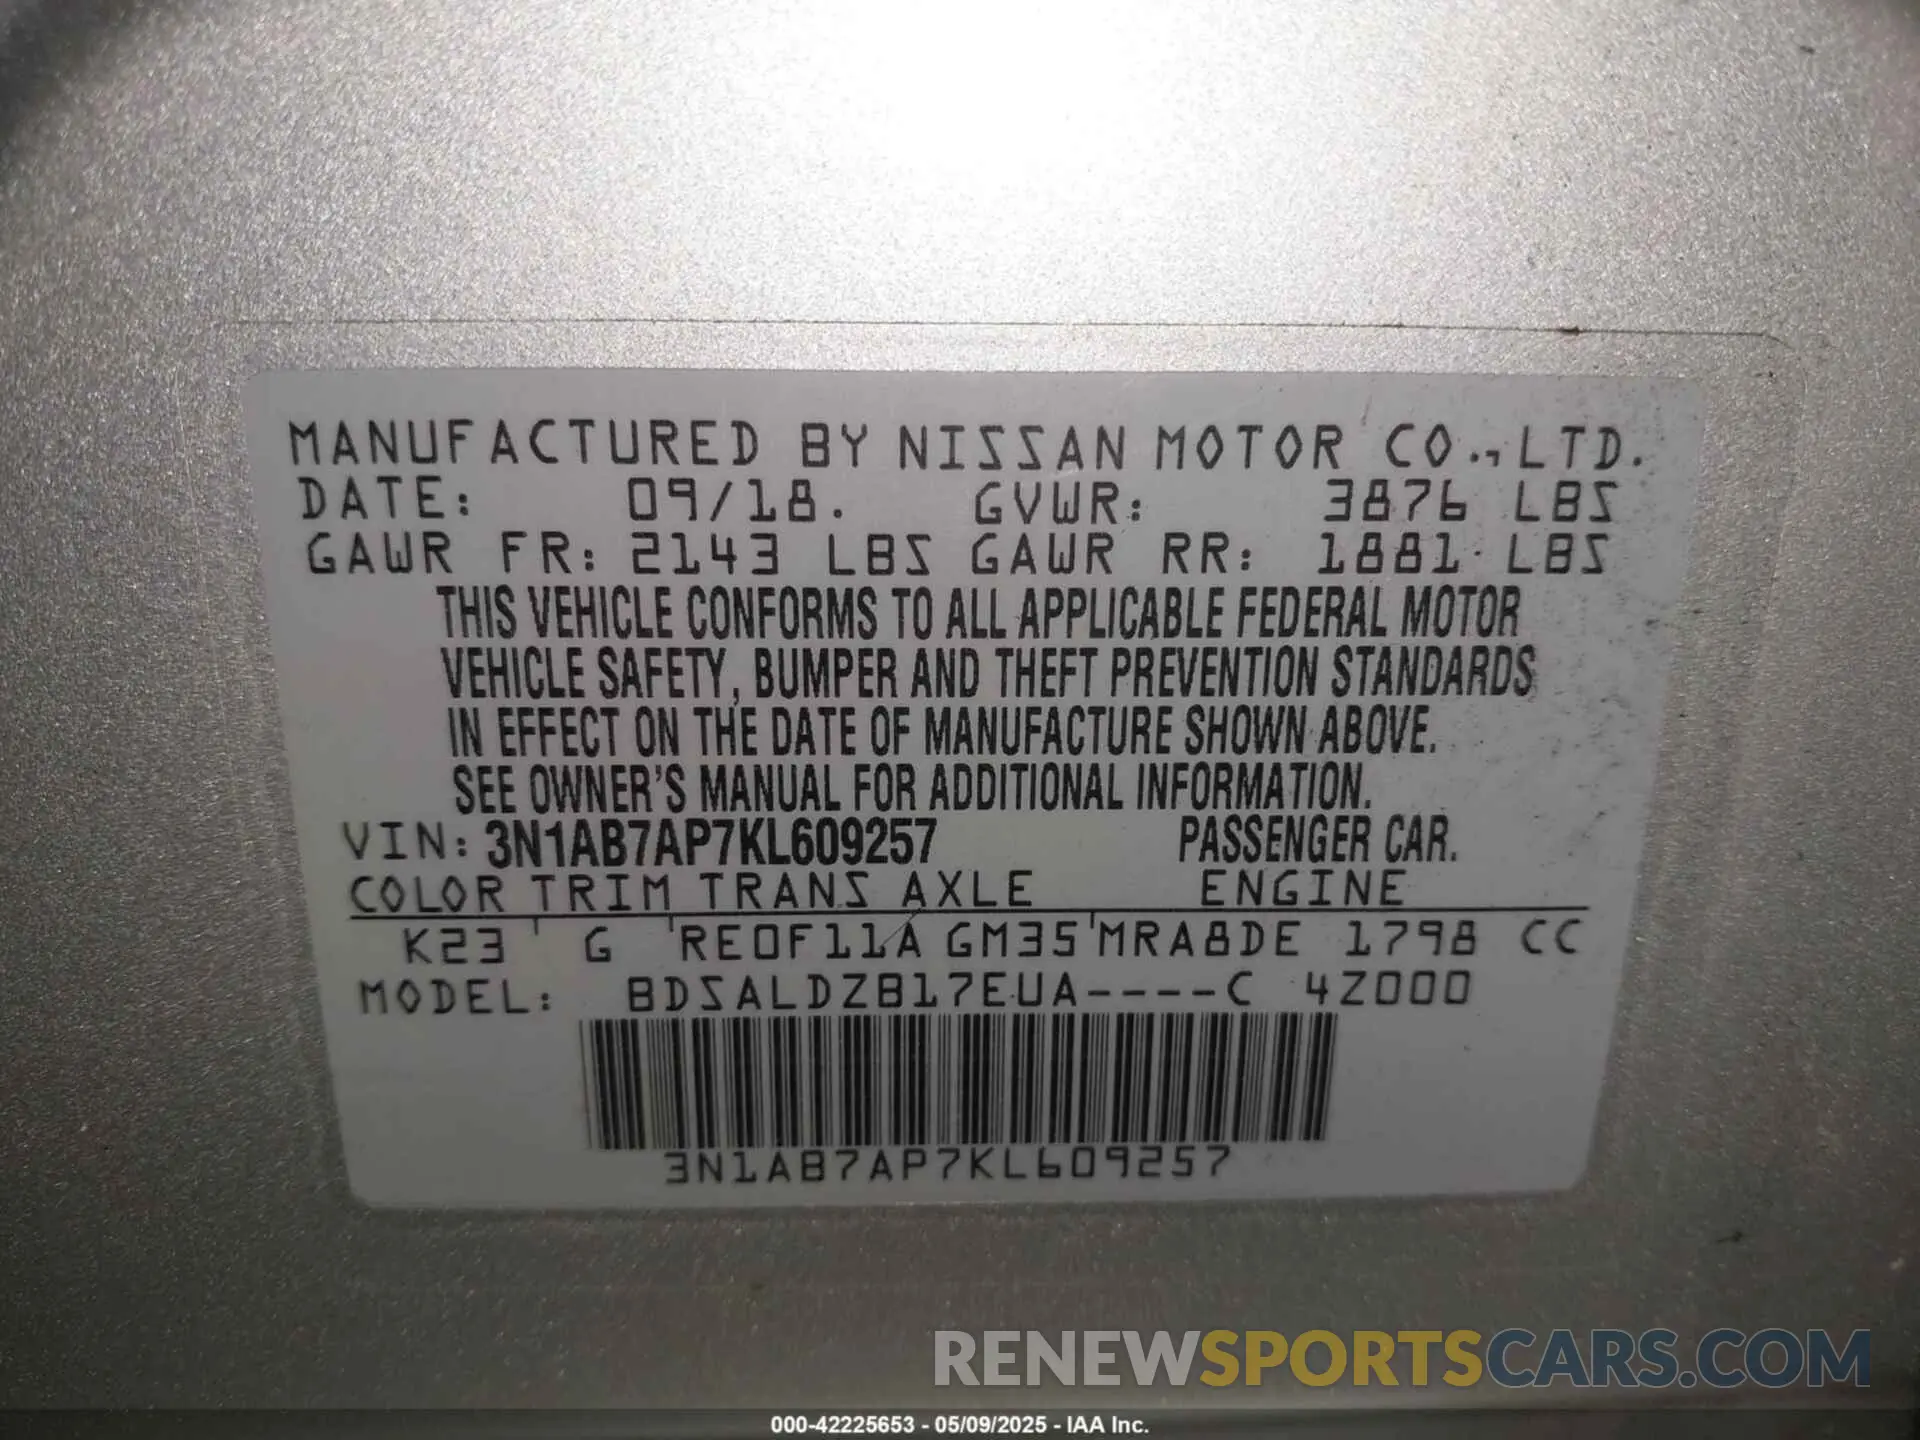 MANUFACTURED BY NISSAN MOTOR CO., LTD.
DATE: 09/18. GVWR: 3876 LBS
GAWR FR: 2143 LBS GAWR RR: 1881 LBS
THIS VEHICLE CONFORMS TO ALL APPLICABLE FEDERAL MOTOR
VEHICLE SAFETY, BUMPER AND THEFT PREVENTION STANDARDS
IN EFFECT ON THE DATE OF MANUFACTURE SHOWN ABOVE.
SEE OWNER'S MANUAL FOR ADDITIONAL INFORMATION.
VIN: 3N1AB7AP7KL609257 PASSENGER CAR.
COLOR TRIM TRANS AXLE ENGINE
K23 G RE0F11A GM35 MRA8DE 1798 CC
MODEL: BDSALDZB17EUA----C 4Z000
3N1AB7AP7KL609257
RENEWSPORTSCARS.COM
000-42225653 - 05/09/2025 - IAA Inc.